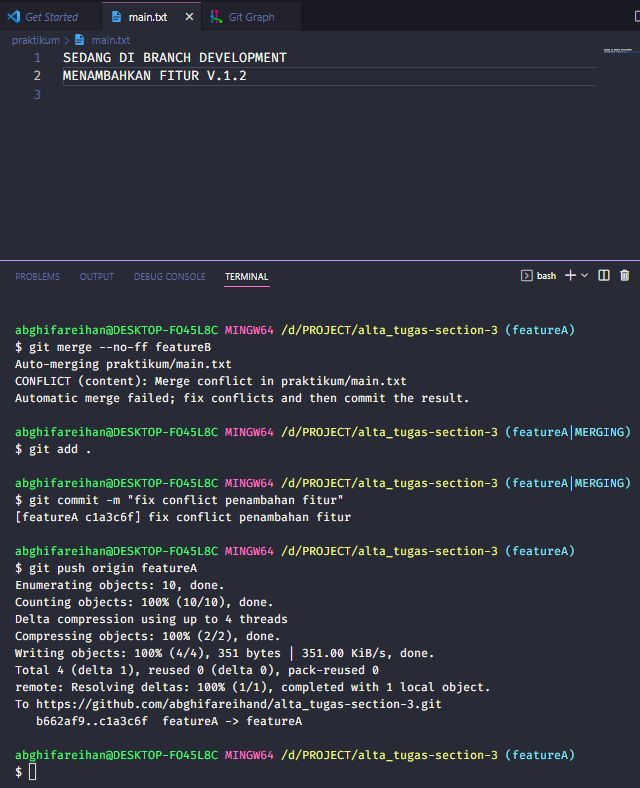 Get Started
main.txt
Git Graph
praktikum > main.txt
1 SEDANG DI BRANCH DEVELOPMENT
2 MENAMBAHKAN FITUR V.1.2
3
PROBLEMS OUTPUT DEBUG CONSOLE TERMINAL
bash
abghifareihan@DESKTOP-FO45L8C MINGW64 /d/PROJECT/alta_tugas-section-3 (featureA)
$ git merge --no-ff featureB
Auto-merging praktikum/main.txt
CONFLICT (content): Merge conflict in praktikum/main.txt
Automatic merge failed; fix conflicts and then commit the result.
abghifareihan@DESKTOP-FO45L8C MINGW64 /d/PROJECT/alta_tugas-section-3 (featureA|MERGING)
$ git add .
abghifareihan@DESKTOP-FO45L8C MINGW64 /d/PROJECT/alta_tugas-section-3 (featureA|MERGING)
$ git commit -m "fix conflict penambahan fitur"
[featureA c1a3c6f] fix conflict penambahan fitur
abghifareihan@DESKTOP-FO45L8C MINGW64 /d/PROJECT/alta_tugas-section-3 (featureA)
$ git push origin featureA
Enumerating objects: 10, done.
Counting objects: 100% (10/10), done.
Delta compression using up to 4 threads
Compressing objects: 100% (2/2), done.
Writing objects: 100% (4/4), 351 bytes | 351.00 KiB/s, done.
Total 4 (delta 1), reused 0 (delta 0), pack-reused 0
remote: Resolving deltas: 100% (1/1), completed with 1 local object.
To https://github.com/abghifareihand/alta_tugas-section-3.git
b662af9..c1a3c6f featureA -> featureA
abghifareihan@DESKTOP-FO45L8C MINGW64 /d/PROJECT/alta_tugas-section-3 (featureA)
$